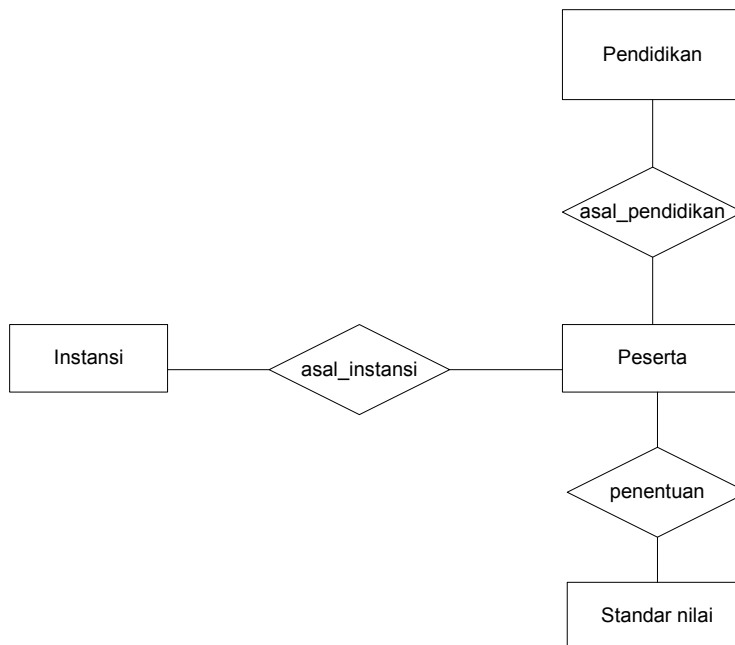 Pendidikan
asal_pendidikan
Instansi
asal_instansi
Peserta
penentuan
Standar nilai